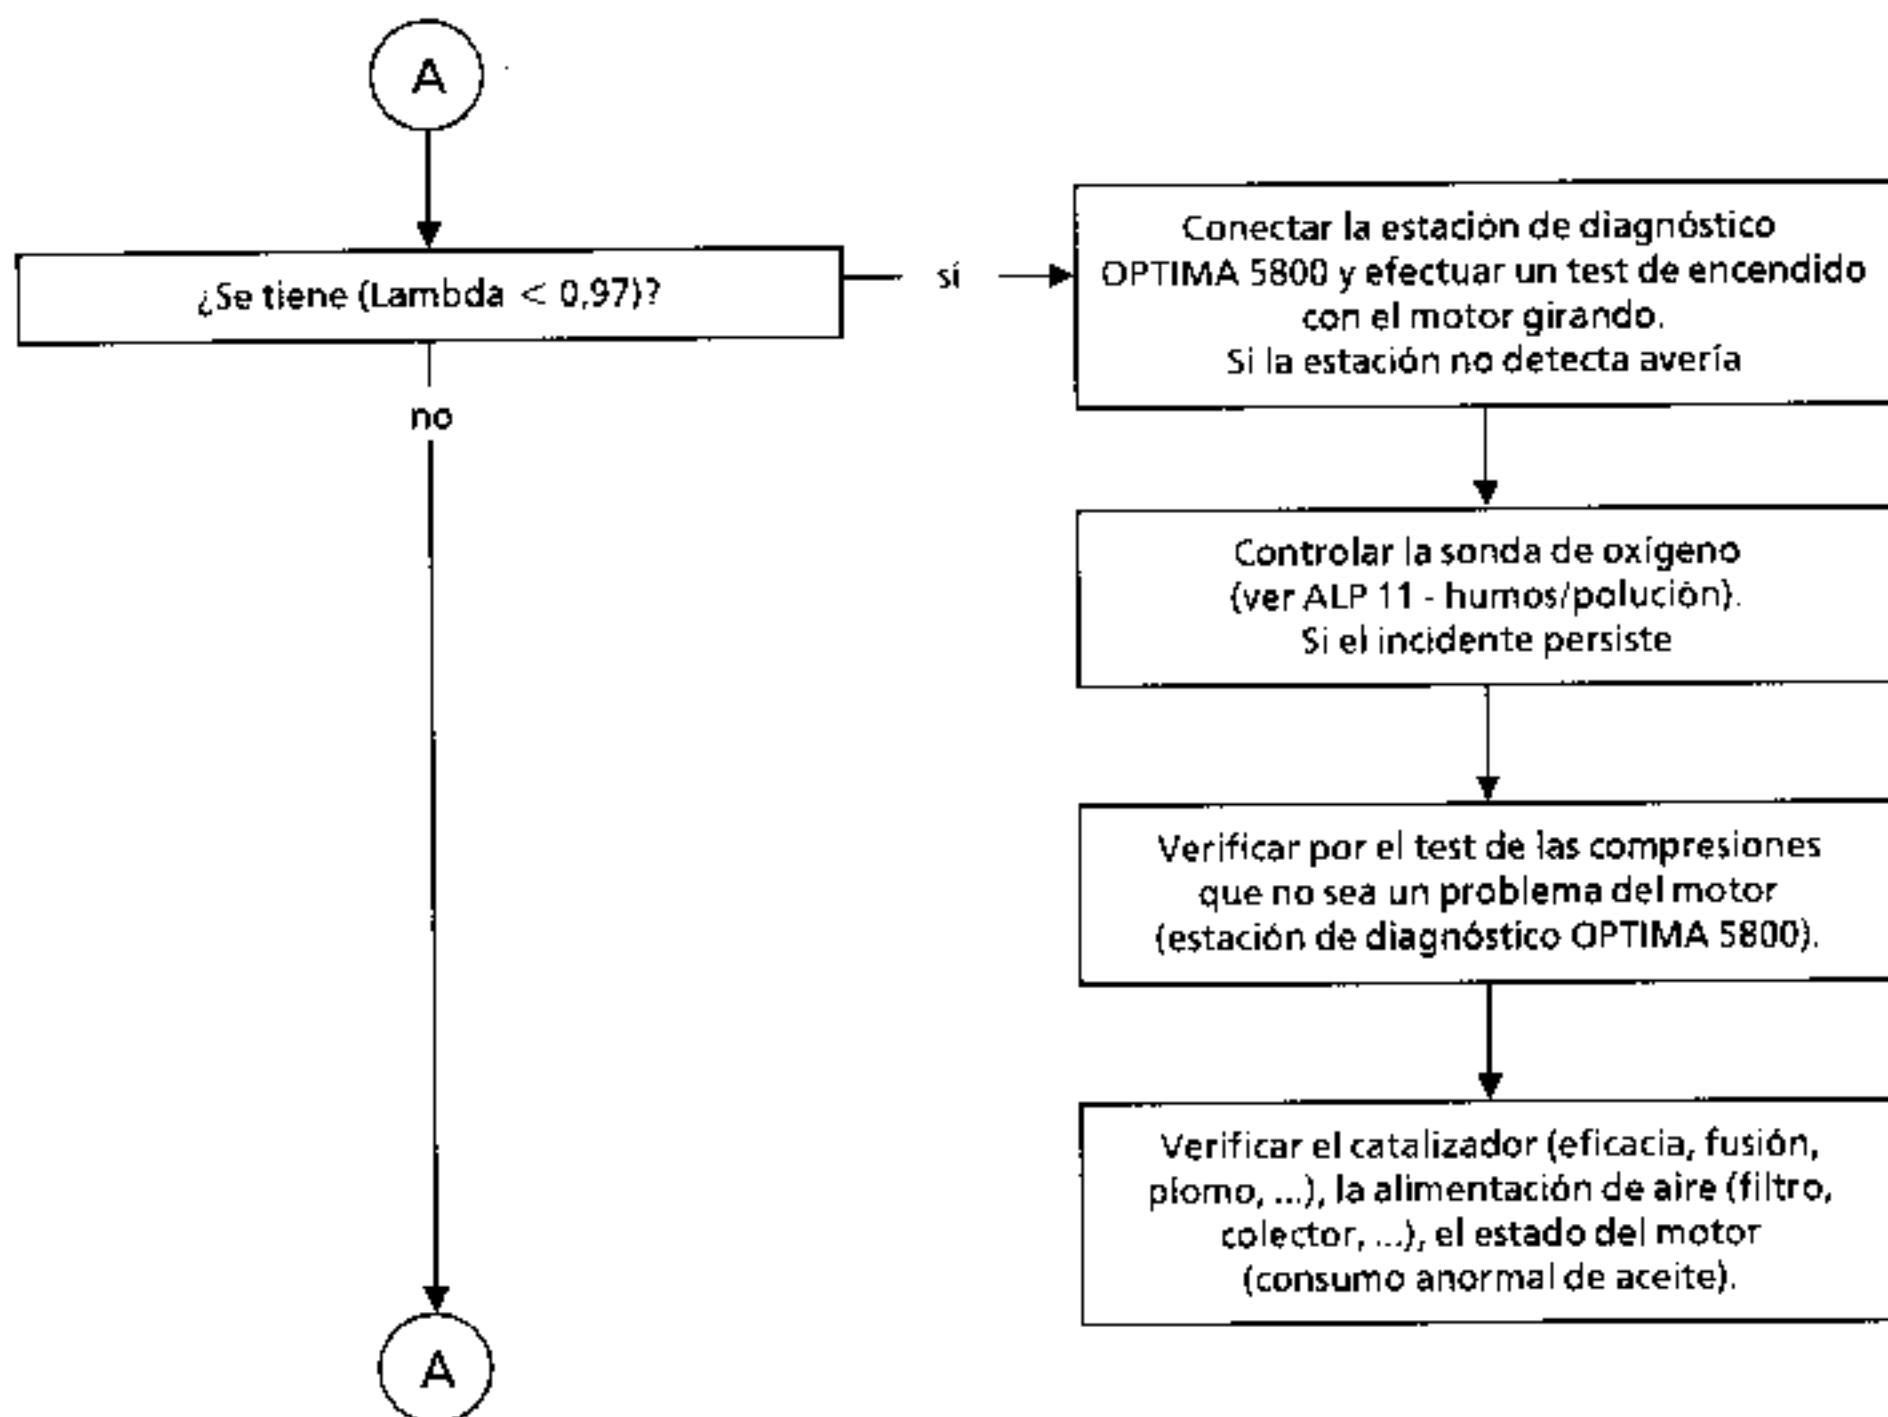 A
¿Se tiene (Lambda < 0,97)?
sí
no
Conectar la estación de diagnóstico
OPTIMA 5800 y efectuar un test de encendido
con el motor girando.
Si la estación no detecta avería
Controlar la sonda de oxígeno
(ver ALP 11 - humos/polución).
Si el incidente persiste
Verificar por el test de las compresiones
que no sea un problema del motor
(estación de diagnóstico OPTIMA 5800).
Verificar el catalizador (eficacia, fusión,
plomo, ...), la alimentación de aire (filtro,
colector, ...), el estado del motor
(consumo anormal de aceite).
A